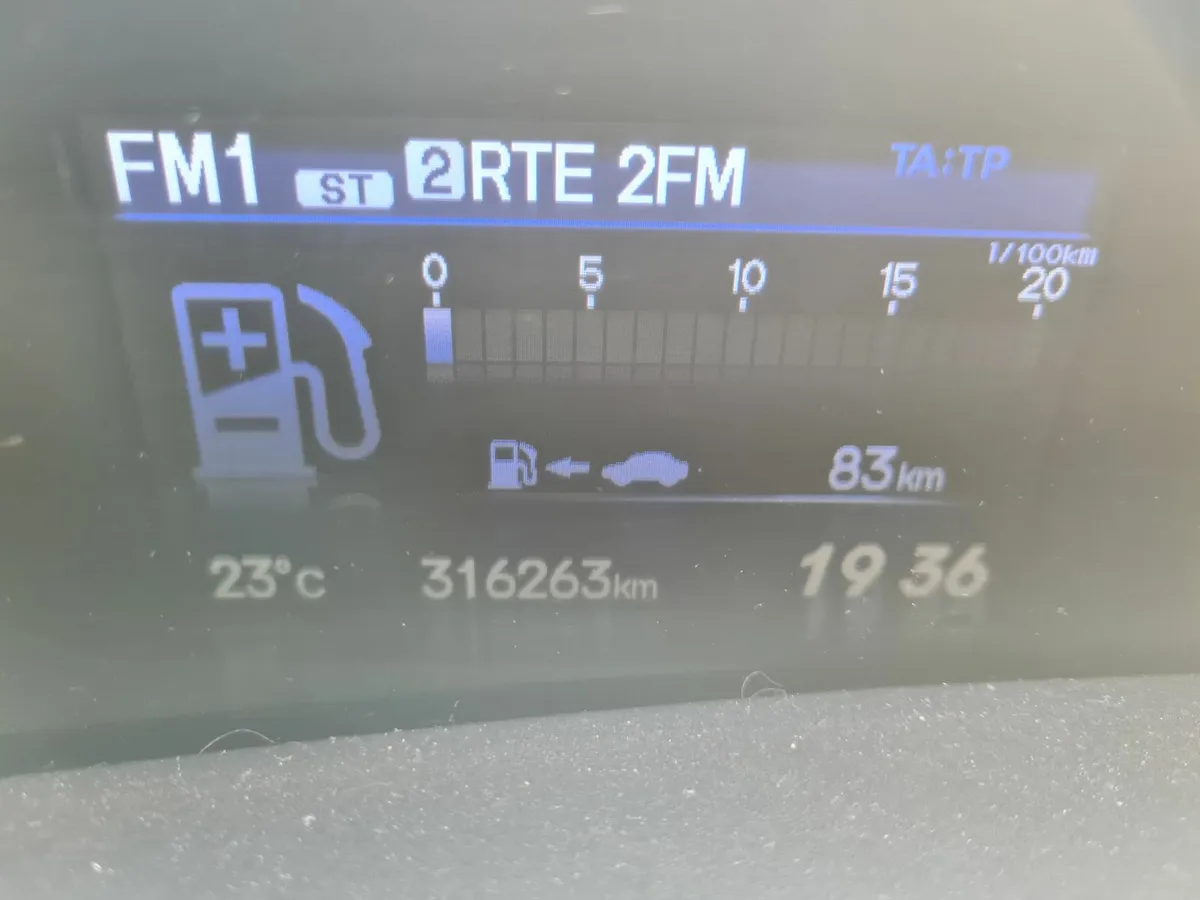 FM1 ST 2 RTE 2FM TA:TP
l/100km
0 5 10 15 20
83km
23°C 316263km 19 36